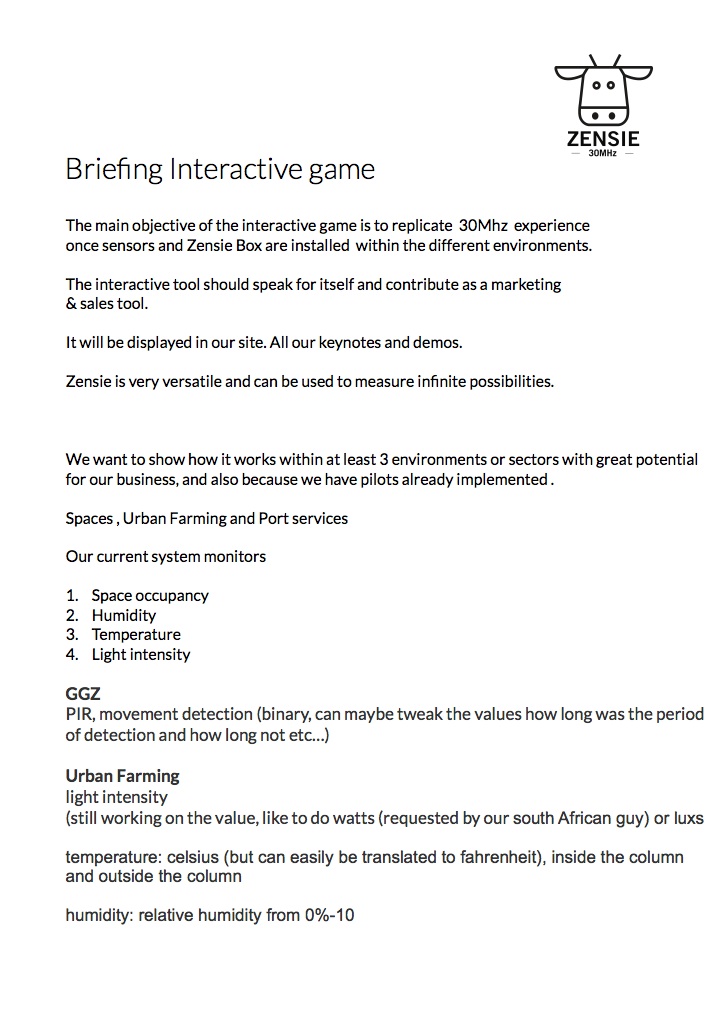 ZENSIE
— 30MHz —
Briefing Interactive game
The main objective of the interactive game is to replicate 30Mhz experience
once sensors and Zensie Box are installed within the different environments.
The interactive tool should speak for itself and contribute as a marketing
& sales tool.
It will be displayed in our site. All our keynotes and demos.
Zensie is very versatile and can be used to measure infinite possibilities.
We want to show how it works within at least 3 environments or sectors with great potential
for our business, and also because we have pilots already implemented .
Spaces , Urban Farming and Port services
Our current system monitors
1. Space occupancy
2. Humidity
3. Temperature
4. Light intensity
GGZ
PIR, movement detection (binary, can maybe tweak the values how long was the period
of detection and how long not etc...)
Urban Farming
light intensity
(still working on the value, like to do watts (requested by our south African guy) or luxs
temperature: celsius (but can easily be translated to fahrenheit), inside the column
and outside the column
humidity: relative humidity from 0%-10